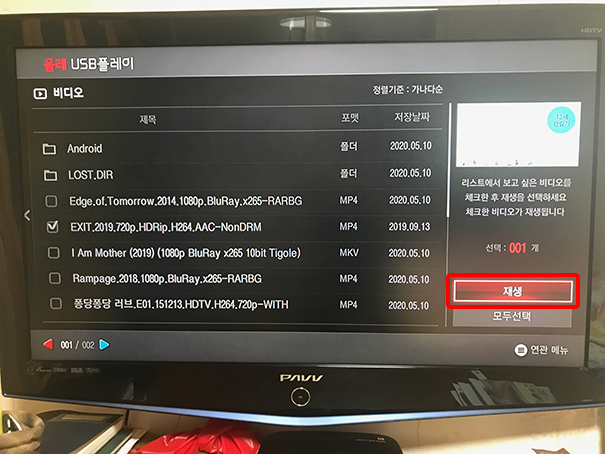 HDTV
올레 USB플레이
비디오
정렬기준 : 가나다순
제목 포맷 저장날짜
Android 폴더 2020.05.10
LOST.DIR 폴더 2020.05.10
Edge.of.Tomorrow.2014.1080p.BluRay.x265-RARBG MP4 2020.05.10
EXIT.2019.720p.HDRip.H264.AAC-NonDRM MP4 2019.09.13
I Am Mother (2019) (1080p BluRay x265 10bit Tigole) MKV 2020.05.10
Rampage.2018.1080p.BluRay.x265-RARBG MP4 2020.05.10
퐁당퐁당 러브.E01.151213.HDTV.H264.720p-WITH MP4 2020.05.10
001 / 002
리스트에서 보고 싶은 비디오를
체크한 후 재생을 선택하세요
체크한 비디오가 재생됩니다
선택 : 001 개
재생
모두선택
연관 메뉴
PAVV